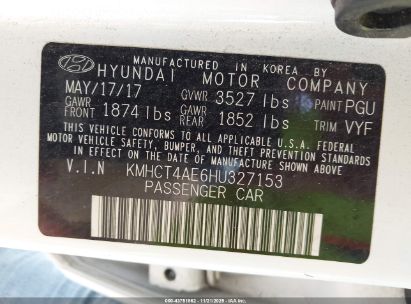 MANUFACTURED IN KOREA BY
HYUNDAI MOTOR COMPANY
MAY/17/17 GVWR 3527 lbs PAINT PGU
GAWR FRONT 1874 lbs GAWR REAR 1852 lbs TRIM VYF
THIS VEHICLE CONFORMS TO ALL APPLICABLE U.S.A. FEDERAL
MOTOR VEHICLE SAFETY, BUMPER, AND THEFT PREVENTION
STANDARDS IN EFFECT ON THE DATE OF MANUFACTURE SHOWN ABOVE.
V.I.N KMHCT4AE6HU327153
PASSENGER CAR